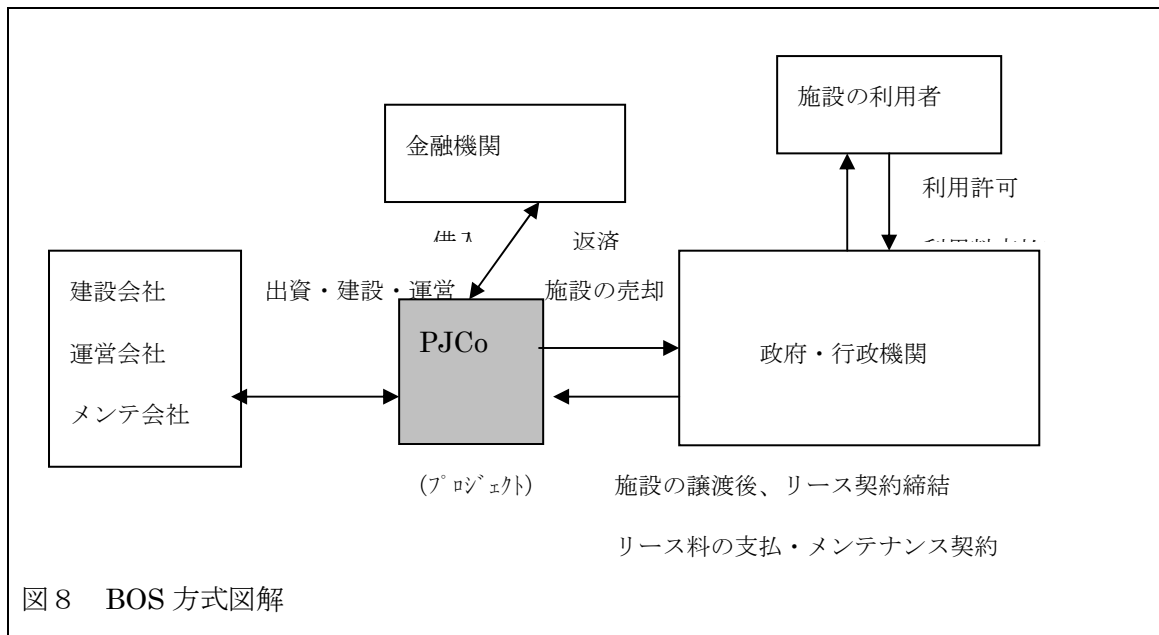 施設の利用者
金融機関
利用許可
返済
建設会社
運営会社
メンテ会社
出資・建設・運営
施設の売却
PJCo
政府・行政機関
(ﾌﾟﾛｼﾞｪｸﾄ)
施設の譲渡後、リース契約締結
リース料の支払・メンテナンス契約
図８　BOS 方式図解